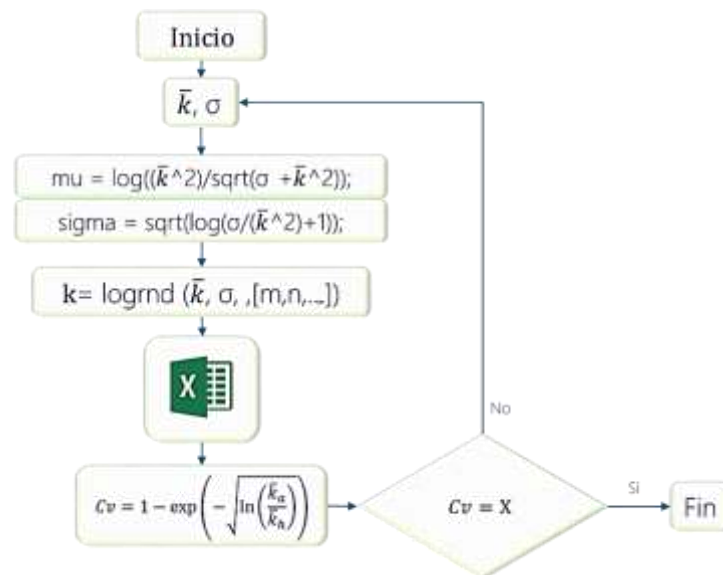 Inicio
k̄, σ
mu = log((k̄^2)/sqrt(σ +k̄^2));
sigma = sqrt(log(σ/(k̄^2)+1));
k= logrnd (k̄, σ, ,[m,n,...])
X
Cv = 1 − exp(−√ln(k̄ₐ/k̄ₕ))
No
Cv = X
Si
Fin